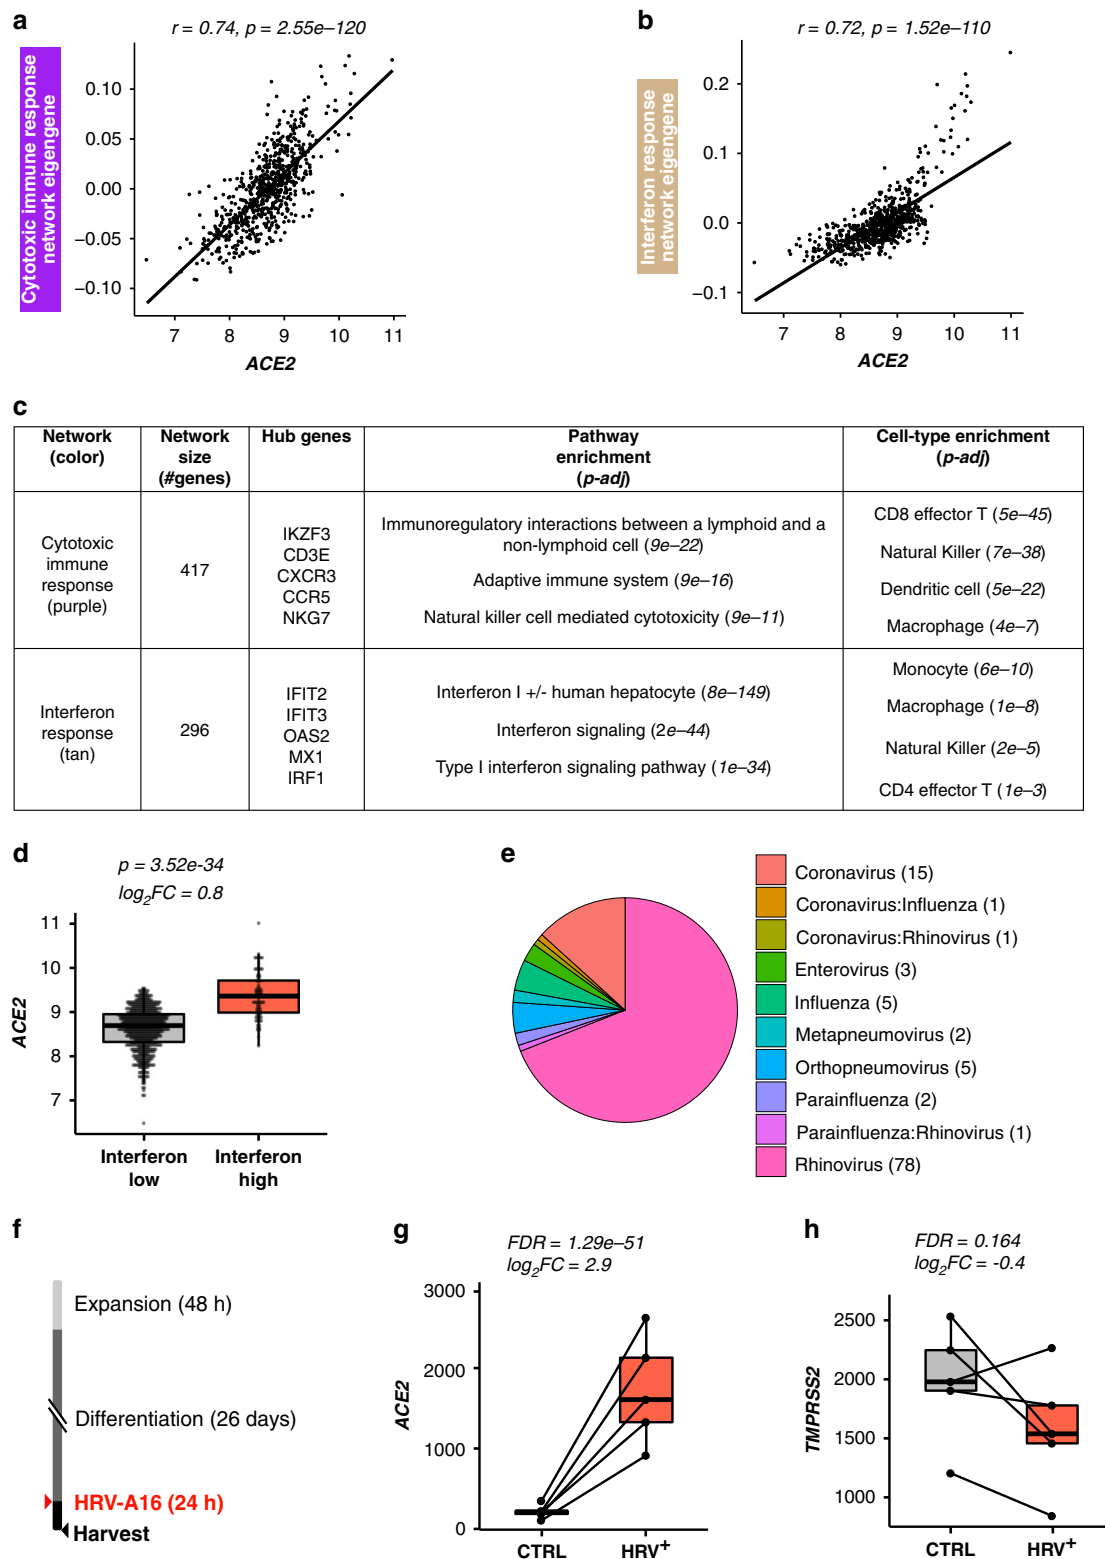 a
r = 0.74, p = 2.55e–120
Cytotoxic immune response
network eigengene
0.10
0.05
0.00
−0.05
−0.10
7 8 9 10 11
ACE2
b
r = 0.72, p = 1.52e–110
Interferon response
network eigengene
0.2
0.1
0.0
−0.1
7 8 9 10 11
ACE2
c
Network
(color)
Network
size
(#genes)
Hub genes
Pathway
enrichment
(p-adj)
Cell-type enrichment
(p-adj)
Cytotoxic
immune
response
(purple)
417
IKZF3
CD3E
CXCR3
CCR5
NKG7
Immunoregulatory interactions between a lymphoid and a
non-lymphoid cell (9e–22)
Adaptive immune system (9e–16)
Natural killer cell mediated cytotoxicity (9e–11)
CD8 effector T (5e–45)
Natural Killer (7e–38)
Dendritic cell (5e–22)
Macrophage (4e–7)
Interferon
response
(tan)
296
IFIT2
IFIT3
OAS2
MX1
IRF1
Interferon I +/- human hepatocyte (8e–149)
Interferon signaling (2e–44)
Type I interferon signaling pathway (1e–34)
Monocyte (6e–10)
Macrophage (1e–8)
Natural Killer (2e–5)
CD4 effector T (1e–3)
d
p = 3.52e-34
log2FC = 0.8
ACE2
11
10
9
8
7
Interferon
low
Interferon
high
e
Coronavirus (15)
Coronavirus:Influenza (1)
Coronavirus:Rhinovirus (1)
Enterovirus (3)
Influenza (5)
Metapneumovirus (2)
Orthopneumovirus (5)
Parainfluenza (2)
Parainfluenza:Rhinovirus (1)
Rhinovirus (78)
f
Expansion (48 h)
Differentiation (26 days)
HRV-A16 (24 h)
Harvest
g
FDR = 1.29e–51
log2FC = 2.9
ACE2
3000
2000
1000
0
CTRL HRV+
h
FDR = 0.164
log2FC = -0.4
TMPRSS2
2500
2000
1500
1000
CTRL HRV+